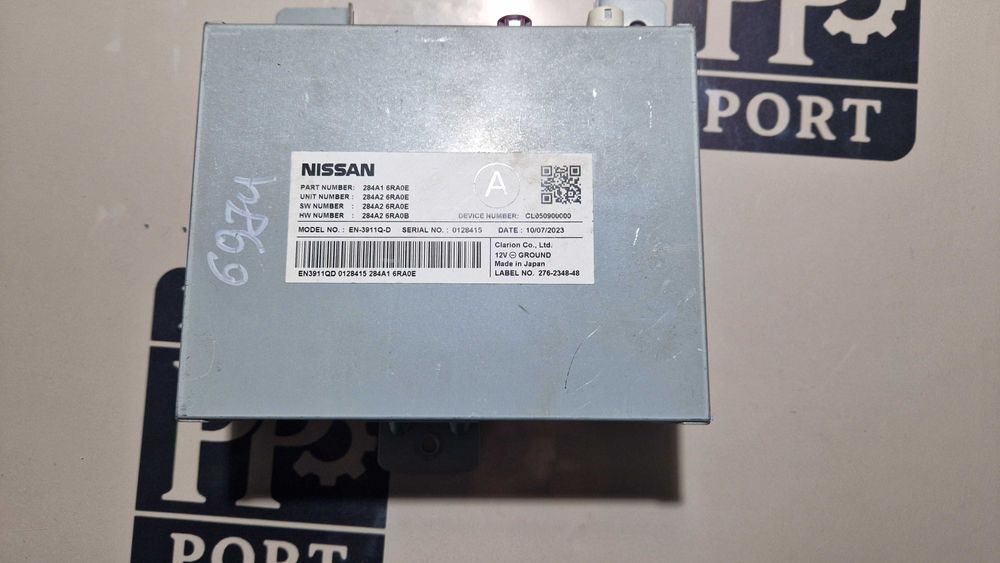 PORT
NISSAN
A
PART NUMBER: 284A1 6RA0E
UNIT NUMBER : 284A2 6RA0E
SW NUMBER : 284A2 6RA0E
HW NUMBER : 284A2 6RA0B DEVICE NUMBER: CL050900000
MODEL NO. : EN-3911Q-D SERIAL NO. : 0128415 DATE : 10/07/2023
Clarion Co., Ltd.
12V ⊖ GROUND
Made in Japan
EN3911QD 0128415 284A1 6RA0E LABEL NO. 276-2348-48
PP
PORT